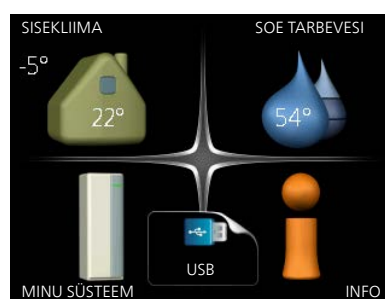 SISEKLIIMA
SOE TARBEVESI
-5°
22°
54°
USB
MINU SÜSTEEM
INFO